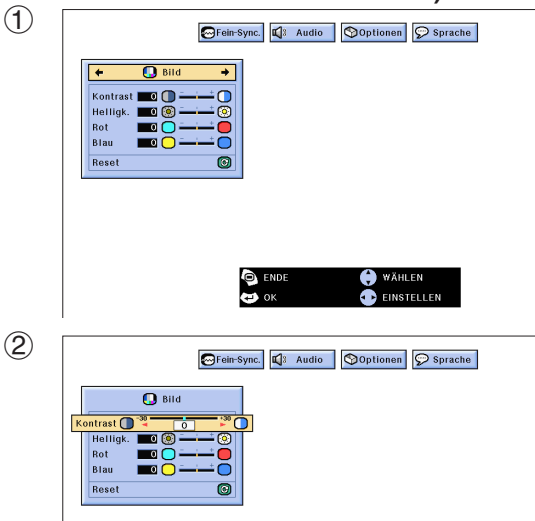 ①
Fein-Sync. Audio Optionen Sprache
Bild
Kontrast 0 - +
Helligk. 0 - +
Rot 0 - +
Blau 0 - +
Reset
ENDE WÄHLEN
OK EINSTELLEN
②
Fein-Sync. Audio Optionen Sprache
Bild
Kontrast -30 0 +30
Helligk. 0 - +
Rot 0 - +
Blau 0 - +
Reset